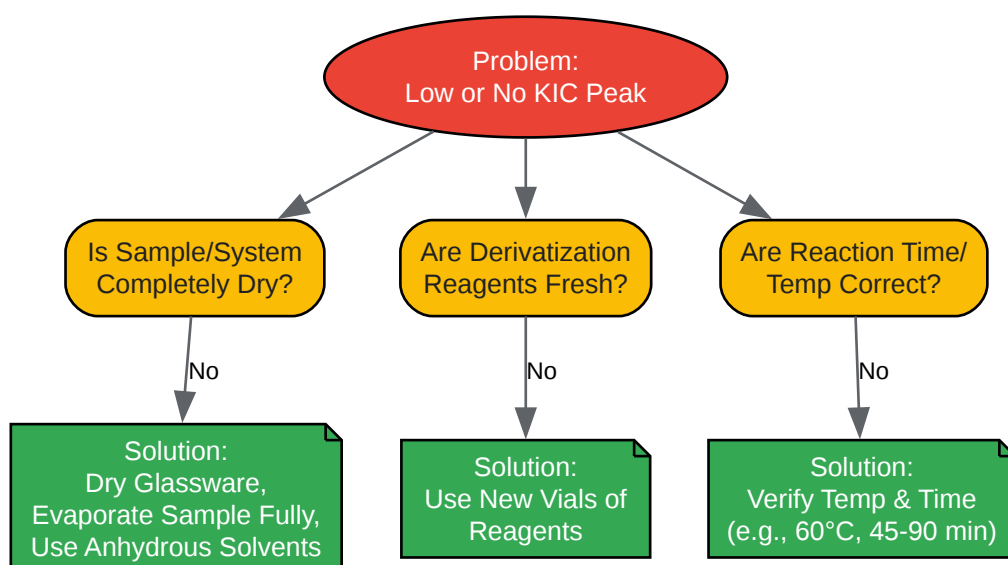 Problem:
Low or No KIC Peak
Is Sample/System
Completely Dry?
Are Derivatization
Reagents Fresh?
Are Reaction Time/
Temp Correct?
No
No
No
Solution:
Dry Glassware,
Evaporate Sample Fully,
Use Anhydrous Solvents
Solution:
Use New Vials of
Reagents
Solution:
Verify Temp & Time
(e.g., 60°C, 45-90 min)